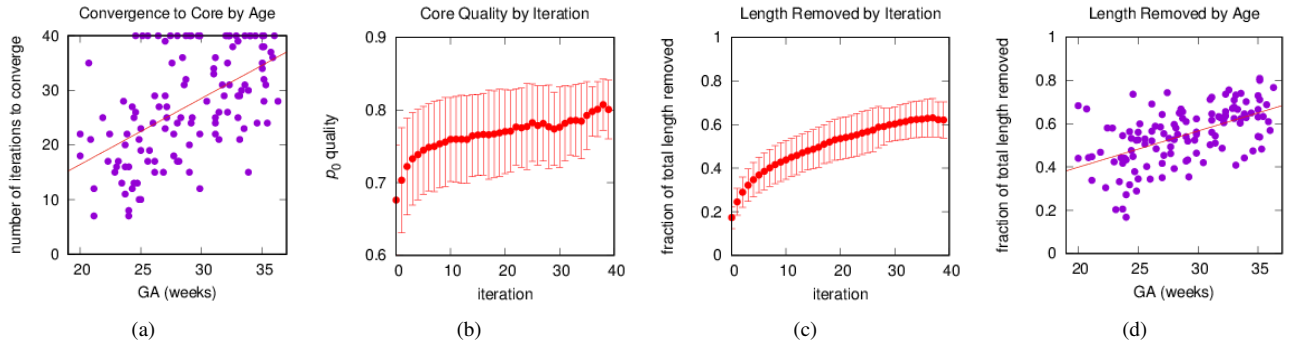 Convergence to Core by Age
number of iterations to converge
40
30
20
10
0
20 25 30 35
GA (weeks)
(a)
Core Quality by Iteration
p0 quality
0.9
0.8
0.7
0.6
0 10 20 30 40
iteration
(b)
Length Removed by Iteration
fraction of total length removed
1
0.8
0.6
0.4
0.2
0
0 10 20 30 40
iteration
(c)
Length Removed by Age
fraction of total length removed
1
0.8
0.6
0.4
0.2
0
20 25 30 35
GA (weeks)
(d)